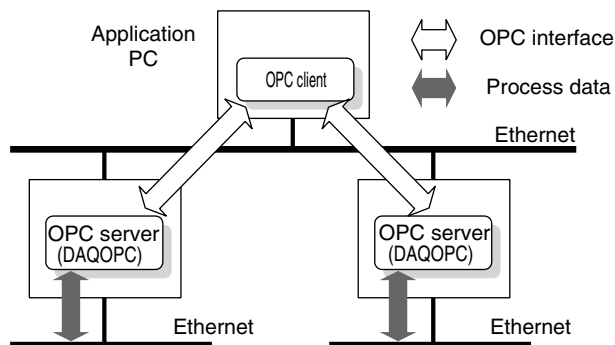 Application
PC
OPC client
OPC interface
Process data
Ethernet
OPC server
(DAQOPC)
OPC server
(DAQOPC)
Ethernet
Ethernet